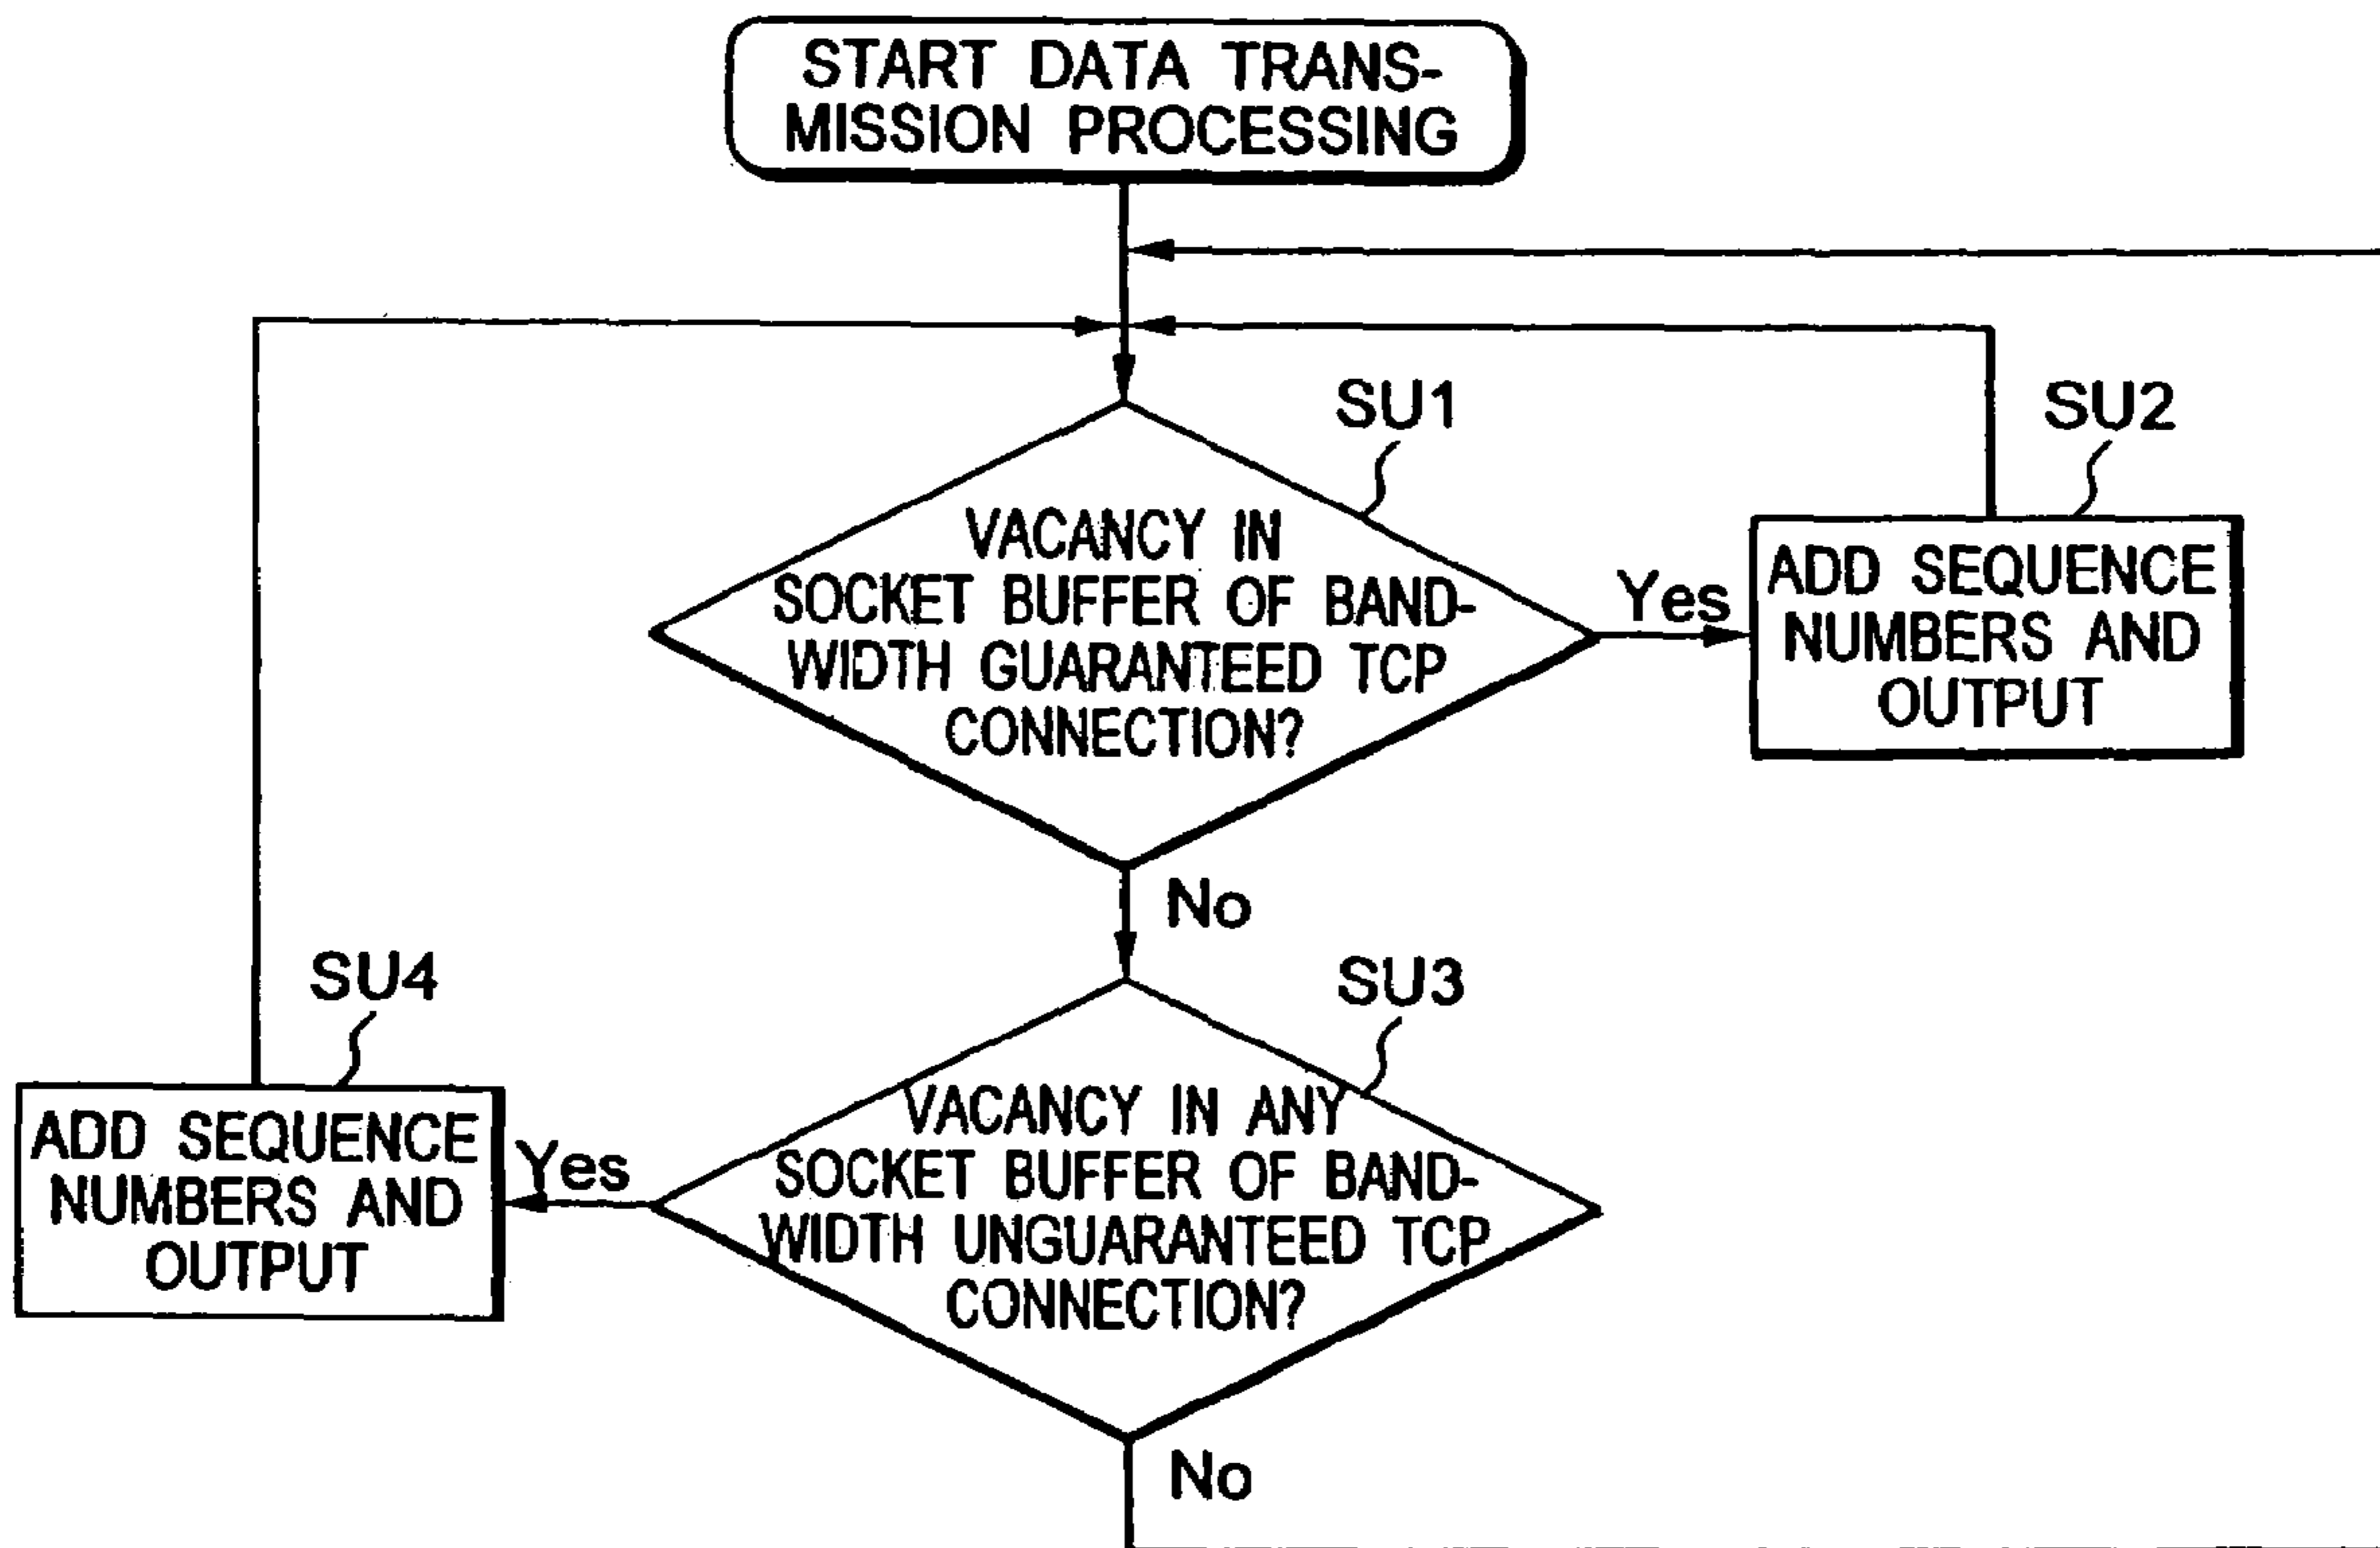 START DATA TRANS-
MISSION PROCESSING
SU1
SU2
VACANCY IN
SOCKET BUFFER OF BAND-
WIDTH GUARANTEED TCP
CONNECTION?
Yes
ADD SEQUENCE
NUMBERS AND
OUTPUT
No
SU4
SU3
ADD SEQUENCE
NUMBERS AND
OUTPUT
Yes
VACANCY IN ANY
SOCKET BUFFER OF BAND-
WIDTH UNGUARANTEED TCP
CONNECTION?
No